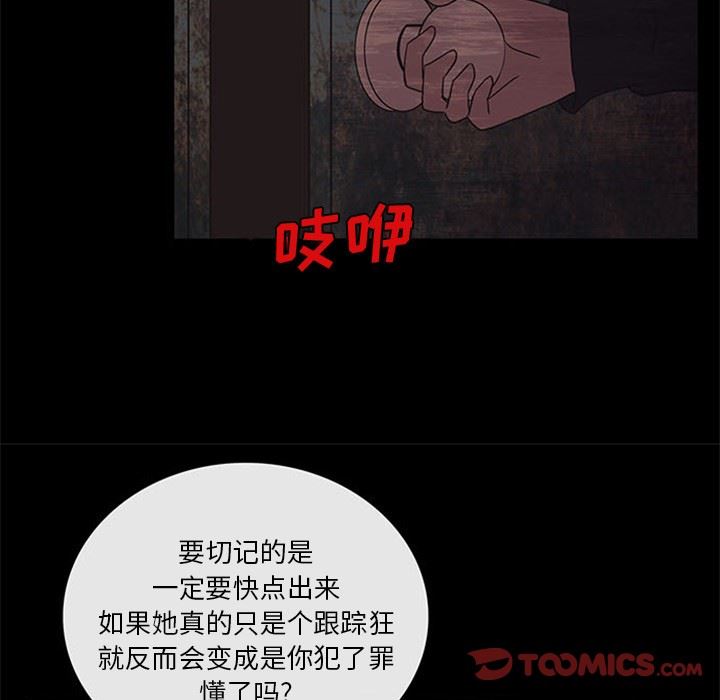 吱咿
要切记的是
一定要快点出来
如果她真的只是个跟踪狂
就反而会变成是你犯了罪
懂了吗?
TOOMICS.COM